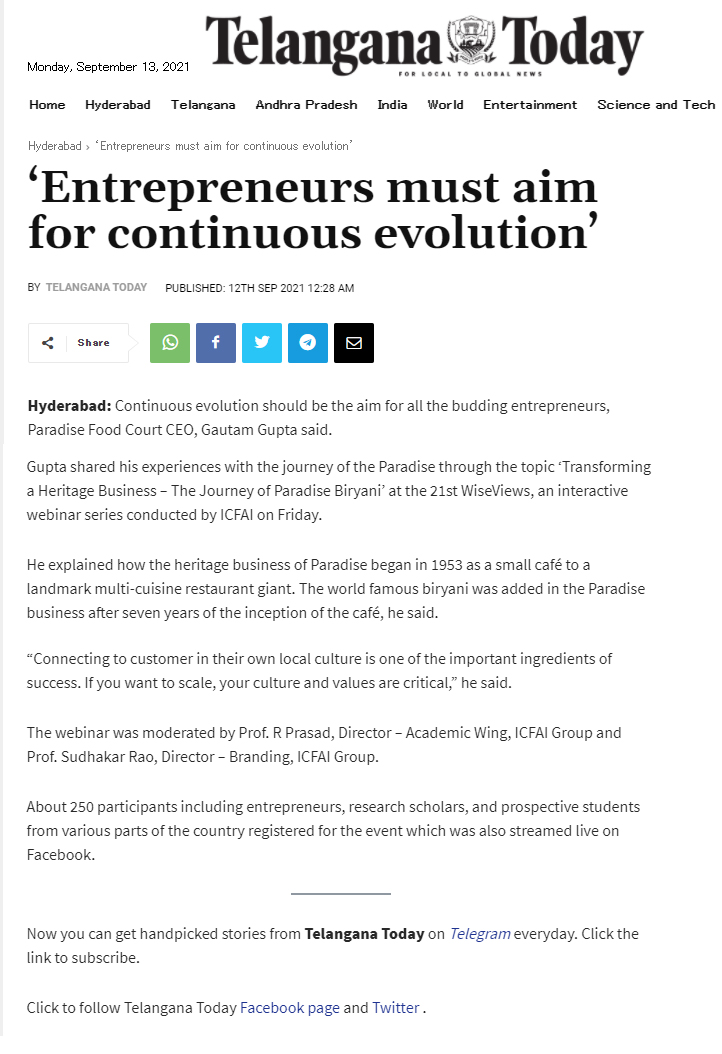 Telangana Today
FOR LOCAL TO GLOBAL NEWS
Monday, September 13, 2021
Home Hyderabad Telangana Andhra Pradesh India World Entertainment Science and Tech
Hyderabad › ‘Entrepreneurs must aim for continuous evolution’
‘Entrepreneurs must aim
for continuous evolution’
BY TELANGANA TODAY PUBLISHED: 12TH SEP 2021 12:28 AM
Share
Hyderabad: Continuous evolution should be the aim for all the budding entrepreneurs,
Paradise Food Court CEO, Gautam Gupta said.
Gupta shared his experiences with the journey of the Paradise through the topic ‘Transforming
a Heritage Business – The Journey of Paradise Biryani’ at the 21st WiseViews, an interactive
webinar series conducted by ICFAI on Friday.
He explained how the heritage business of Paradise began in 1953 as a small café to a
landmark multi-cuisine restaurant giant. The world famous biryani was added in the Paradise
business after seven years of the inception of the café, he said.
“Connecting to customer in their own local culture is one of the important ingredients of
success. If you want to scale, your culture and values are critical,” he said.
The webinar was moderated by Prof. R Prasad, Director – Academic Wing, ICFAI Group and
Prof. Sudhakar Rao, Director – Branding, ICFAI Group.
About 250 participants including entrepreneurs, research scholars, and prospective students
from various parts of the country registered for the event which was also streamed live on
Facebook.
Now you can get handpicked stories from Telangana Today on Telegram everyday. Click the
link to subscribe.
Click to follow Telangana Today Facebook page and Twitter .